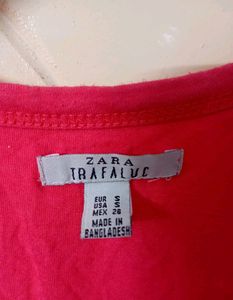 ZARA
TRAFALUC
EUR S
USA S
MEX 26
MADE IN
BANGLADESH